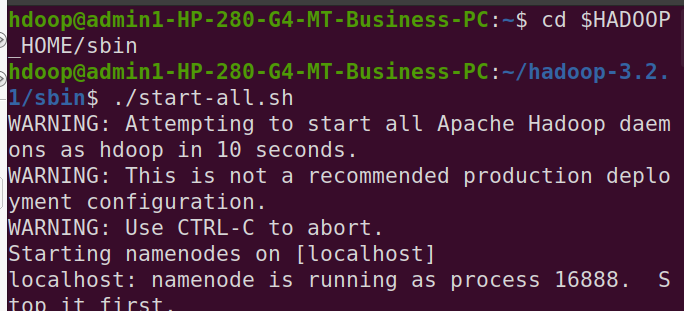 hdoop@admin1-HP-280-G4-MT-Business-PC:~$ cd $HADOOP
_HOME/sbin
hdoop@admin1-HP-280-G4-MT-Business-PC:~/hadoop-3.2.
1/sbin$ ./start-all.sh
WARNING: Attempting to start all Apache Hadoop daem
ons as hdoop in 10 seconds.
WARNING: This is not a recommended production deplo
yment configuration.
WARNING: Use CTRL-C to abort.
Starting namenodes on [localhost]
localhost: namenode is running as process 16888.  S
top it first.